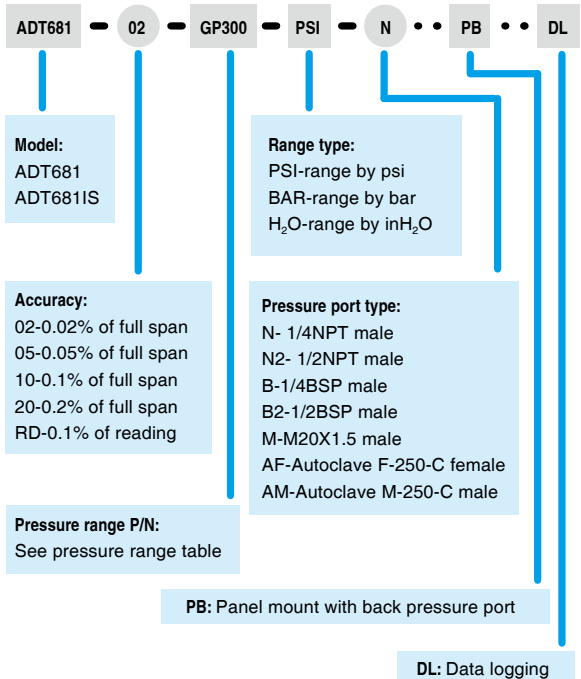 ADT681 - 02 - GP300 - PSI - N PB DL
Model:
ADT681
ADT681IS
Range type:
PSI-range by psi
BAR-range by bar
H₂O-range by inH₂O
Accuracy:
02-0.02% of full span
05-0.05% of full span
10-0.1% of full span
20-0.2% of full span
RD-0.1% of reading
Pressure port type:
N- 1/4NPT male
N2- 1/2NPT male
B-1/4BSP male
B2-1/2BSP male
M-M20X1.5 male
AF-Autoclave F-250-C female
AM-Autoclave M-250-C male
Pressure range P/N:
See pressure range table
PB: Panel mount with back pressure port
DL: Data logging